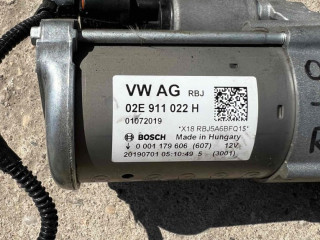 VW AG RBJ
02E 911 022 H
01072019
*X18 RBJ5A6BFQ15*
BOSCH Made in Hungary
0 001 179 606 (607) 12V
20190701 05:10:49 5 (3001)